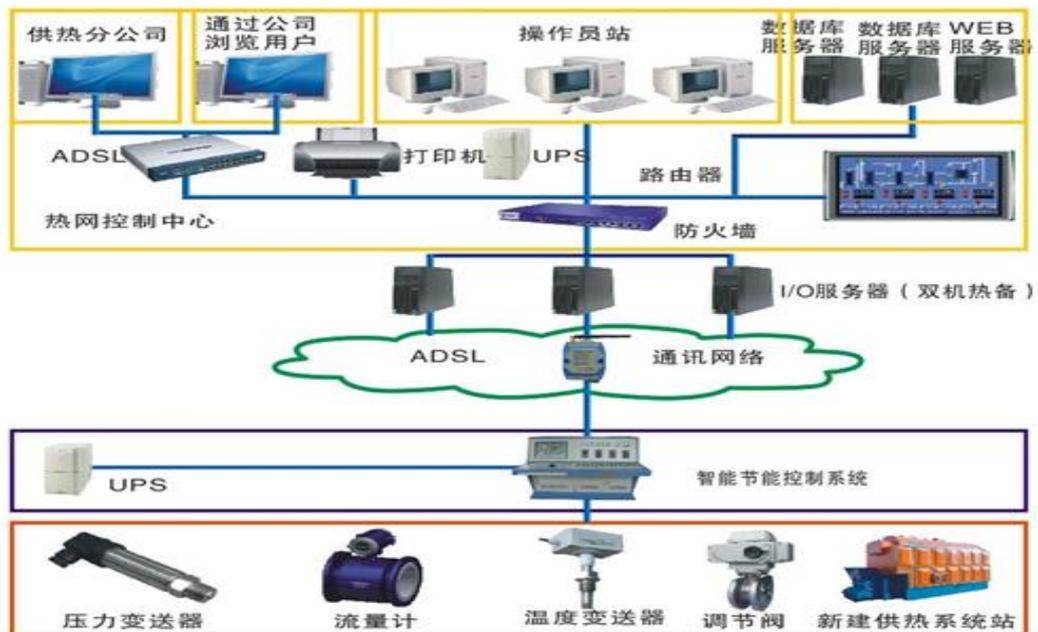 供热分公司
通过公司
浏览用户
操作员站
数据库
服务器
数据库
服务器
WEB
服务器
ADSL
打印机
UPS
路由器
热网控制中心
防火墙
I/O服务器（双机热备）
ADSL
通讯网络
UPS
智能节能控制系统
压力变送器
流量计
温度变送器
调节阀
新建供热系统站